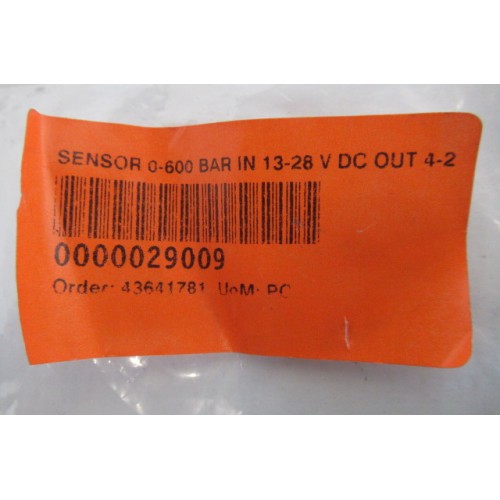 SENSOR 0-600 BAR IN 13-28 V DC OUT 4-2
0000029009
Order: 43641781 UoM: PC